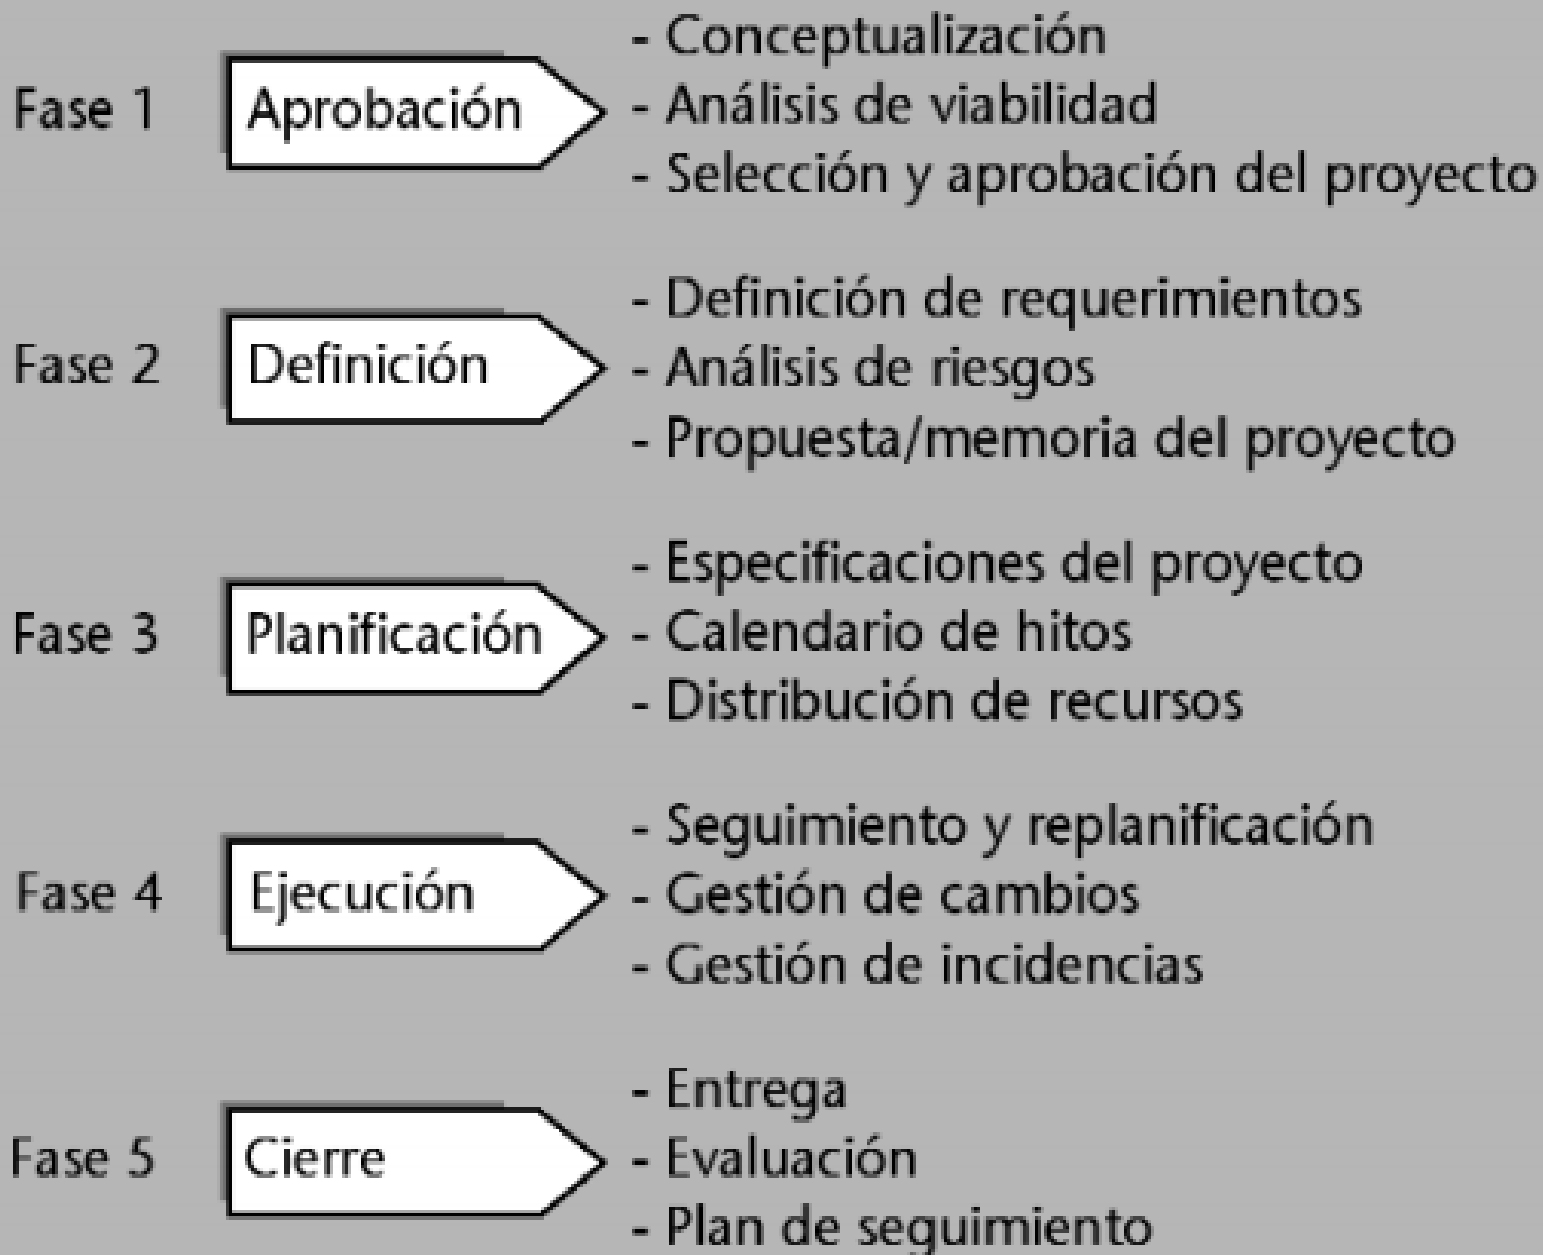 - Conceptualización
Fase 1 Aprobación - Análisis de viabilidad
- Selección y aprobación del proyecto
- Definición de requerimientos
Fase 2 Definición - Análisis de riesgos
- Propuesta/memoria del proyecto
- Especificaciones del proyecto
Fase 3 Planificación - Calendario de hitos
- Distribución de recursos
- Seguimiento y replanificación
Fase 4 Ejecución - Gestión de cambios
- Gestión de incidencias
- Entrega
Fase 5 Cierre - Evaluación
- Plan de seguimiento